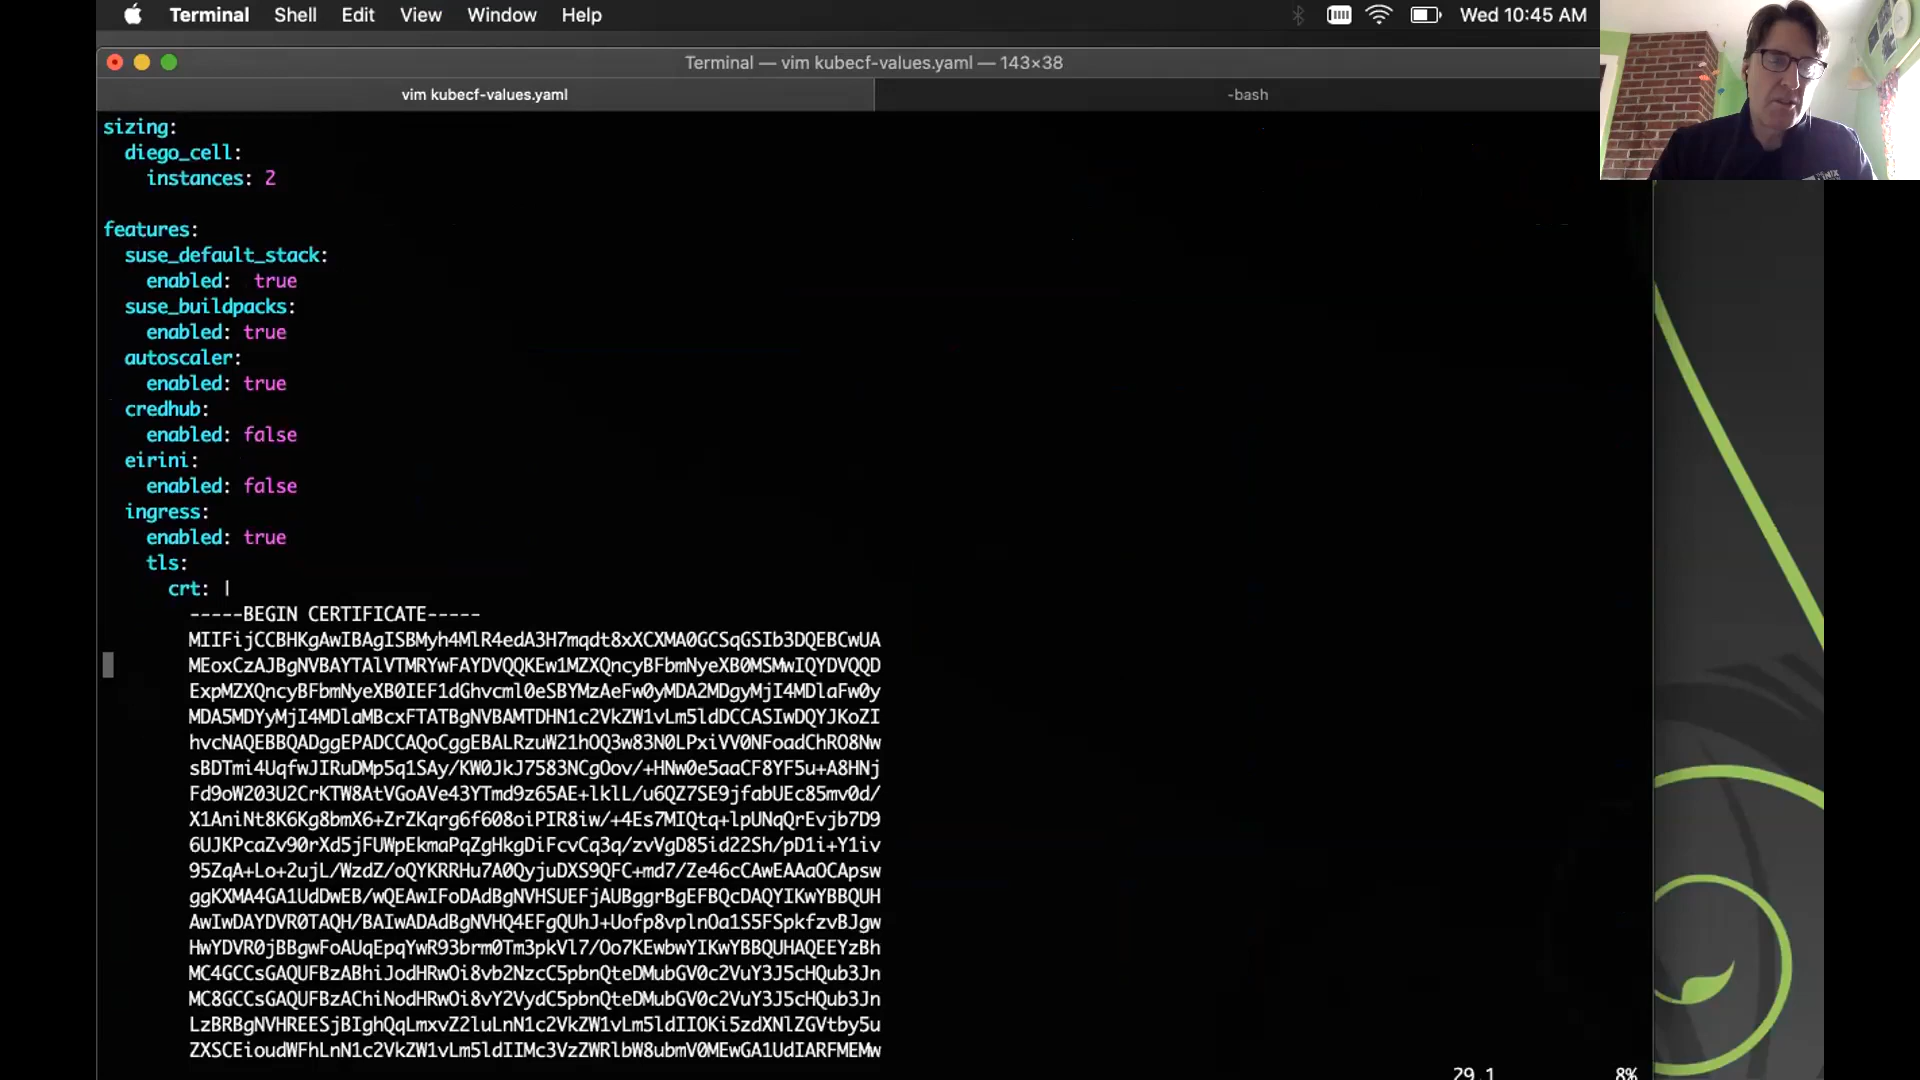 Terminal Shell Edit View Window Help Wed 10:45 AM
Terminal — vim kubecf-values.yaml — 143×38
vim kubecf-values.yaml -bash
sizing:
diego_cell:
instances: 2
features:
suse_default_stack:
enabled: true
suse_buildpacks:
enabled: true
autoscaler:
enabled: true
credhub:
enabled: false
eirini:
enabled: false
ingress:
enabled: true
tls:
crt: |
-----BEGIN CERTIFICATE-----
MIIFijCCBHKgAwIBAgISBMyh4MlR4edA3H7mqdt8xXCXMA0GCSqGSIb3DQEBCwUA
MEoxCzAJBgNVBAYTAlVTMRYwFAYDVQQKEw1MZXQncyBFbmNyeXB0MSMwIQYDVQQD
ExpMZXQncyBFbmNyeXB0IEF1dGhvcml0eSBYMzAeFw0yMDA2MDgyMjI4MDlaFw0y
MDA5MDYyMjI4MDlaMBcxFTATBgNVBAMTDHN1c2VkZW1vLm5ldDCCASIwDQYJKoZI
hvcNAQEBBQADggEPADCCAQoCggEBALRzuW21hOQ3w83N0LPxiVV0NFoadChRO8Nw
sBDTmi4UqfwJIRuDMp5q1SAy/KW0JkJ7583NCgOov/+HNw0e5aaCF8YF5u+A8HNj
Fd9oW203U2CrKTW8AtVGoAVe43YTmd9z65AE+lklL/u6QZ7SE9jfabUEc85mv0d/
X1AniNt8K6Kg8bmX6+ZrZKqrg6f608oiPIR8iw/+4Es7MIQtq+lpUNqQrEvjb7D9
6UJKPcaZv90rXd5jFUWpEkmaPqZgHkgDiFcvCq3q/zvVgD85id22Sh/pD1i+Y1iv
95ZqA+Lo+2ujL/WzdZ/oQYKRRHu7A0QyjuDXS9QFC+md7/Ze46cCAwEAAaOCApsw
ggKXMA4GA1UdDwEB/wQEAwIFoDAdBgNVHSUEFjAUBggrBgEFBQcDAQYIKwYBBQUH
AwIwDAYDVR0TAQH/BAIwADAdBgNVHQ4EFgQUhJ+Uofp8vplnOa1S5FSpkfzvBJgw
HwYDVR0jBBgwFoAUqEpqYwR93brm0Tm3pkVl7/Oo7KEwbwYIKwYBBQUHAQEEYzBh
MC4GCCsGAQUFBzABhiJodHRwOi8vb2NzcC5pbnQteDMubGV0c2VuY3J5cHQub3Jn
MC8GCCsGAQUFBzAChiNodHRwOi8vY2VydC5pbnQteDMubGV0c2VuY3J5cHQub3Jn
LzBRBgNVHREESjBIghQqLmxvZ2luLnN1c2VkZW1vLm5ldIIOKi5zdXNlZGVtby5u
ZXSCEioudWFhLnN1c2VkZW1vLm5ldIIMc3VzZWRlbW8ubmV0MEwGA1UdIARFMEMw
29,1 8%